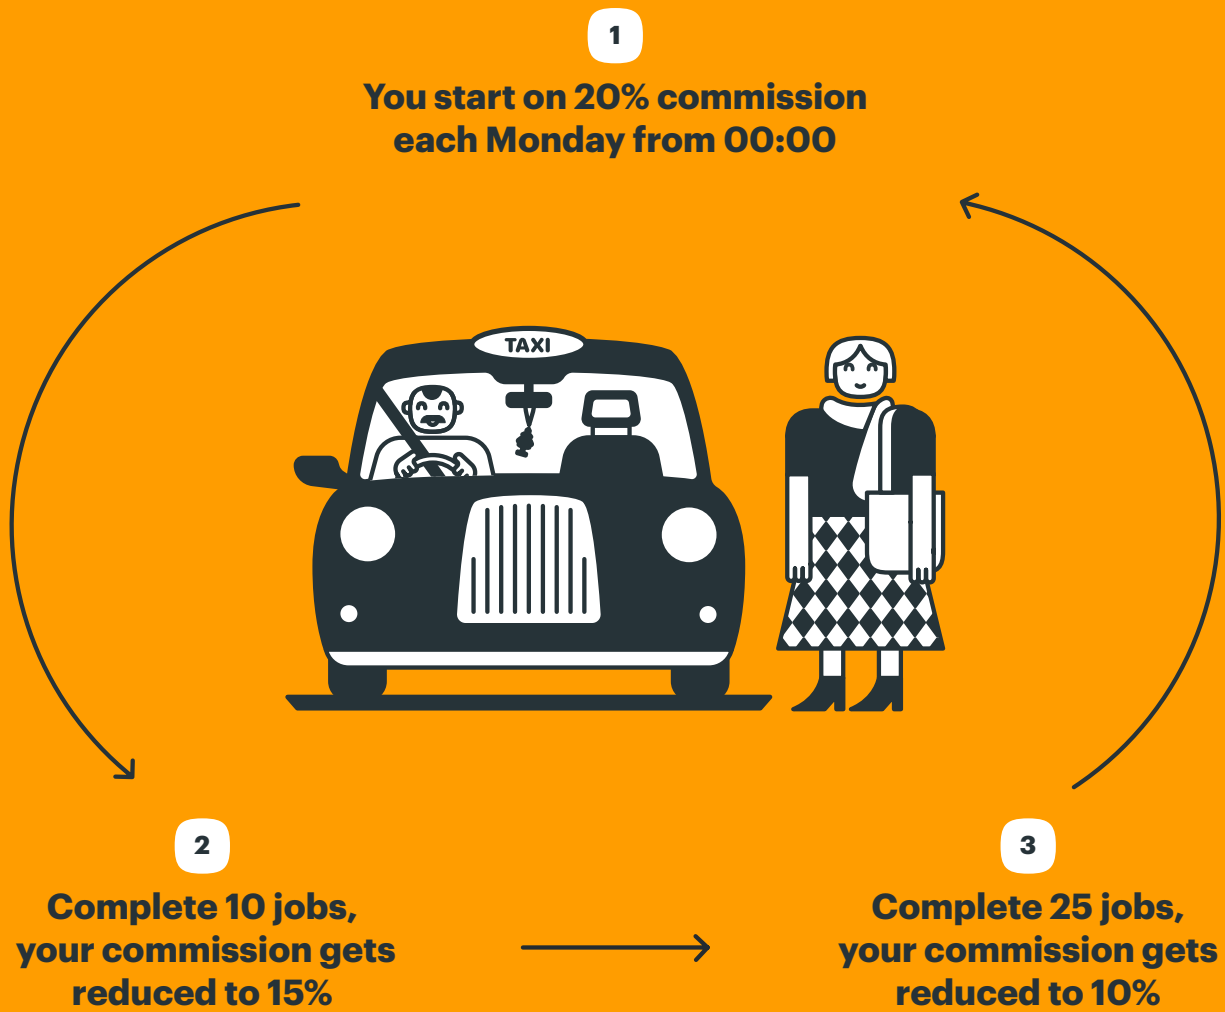 1
You start on 20% commission
each Monday from 00:00
TAXI
2
Complete 10 jobs,
your commission gets
reduced to 15%
3
Complete 25 jobs,
your commission gets
reduced to 10%